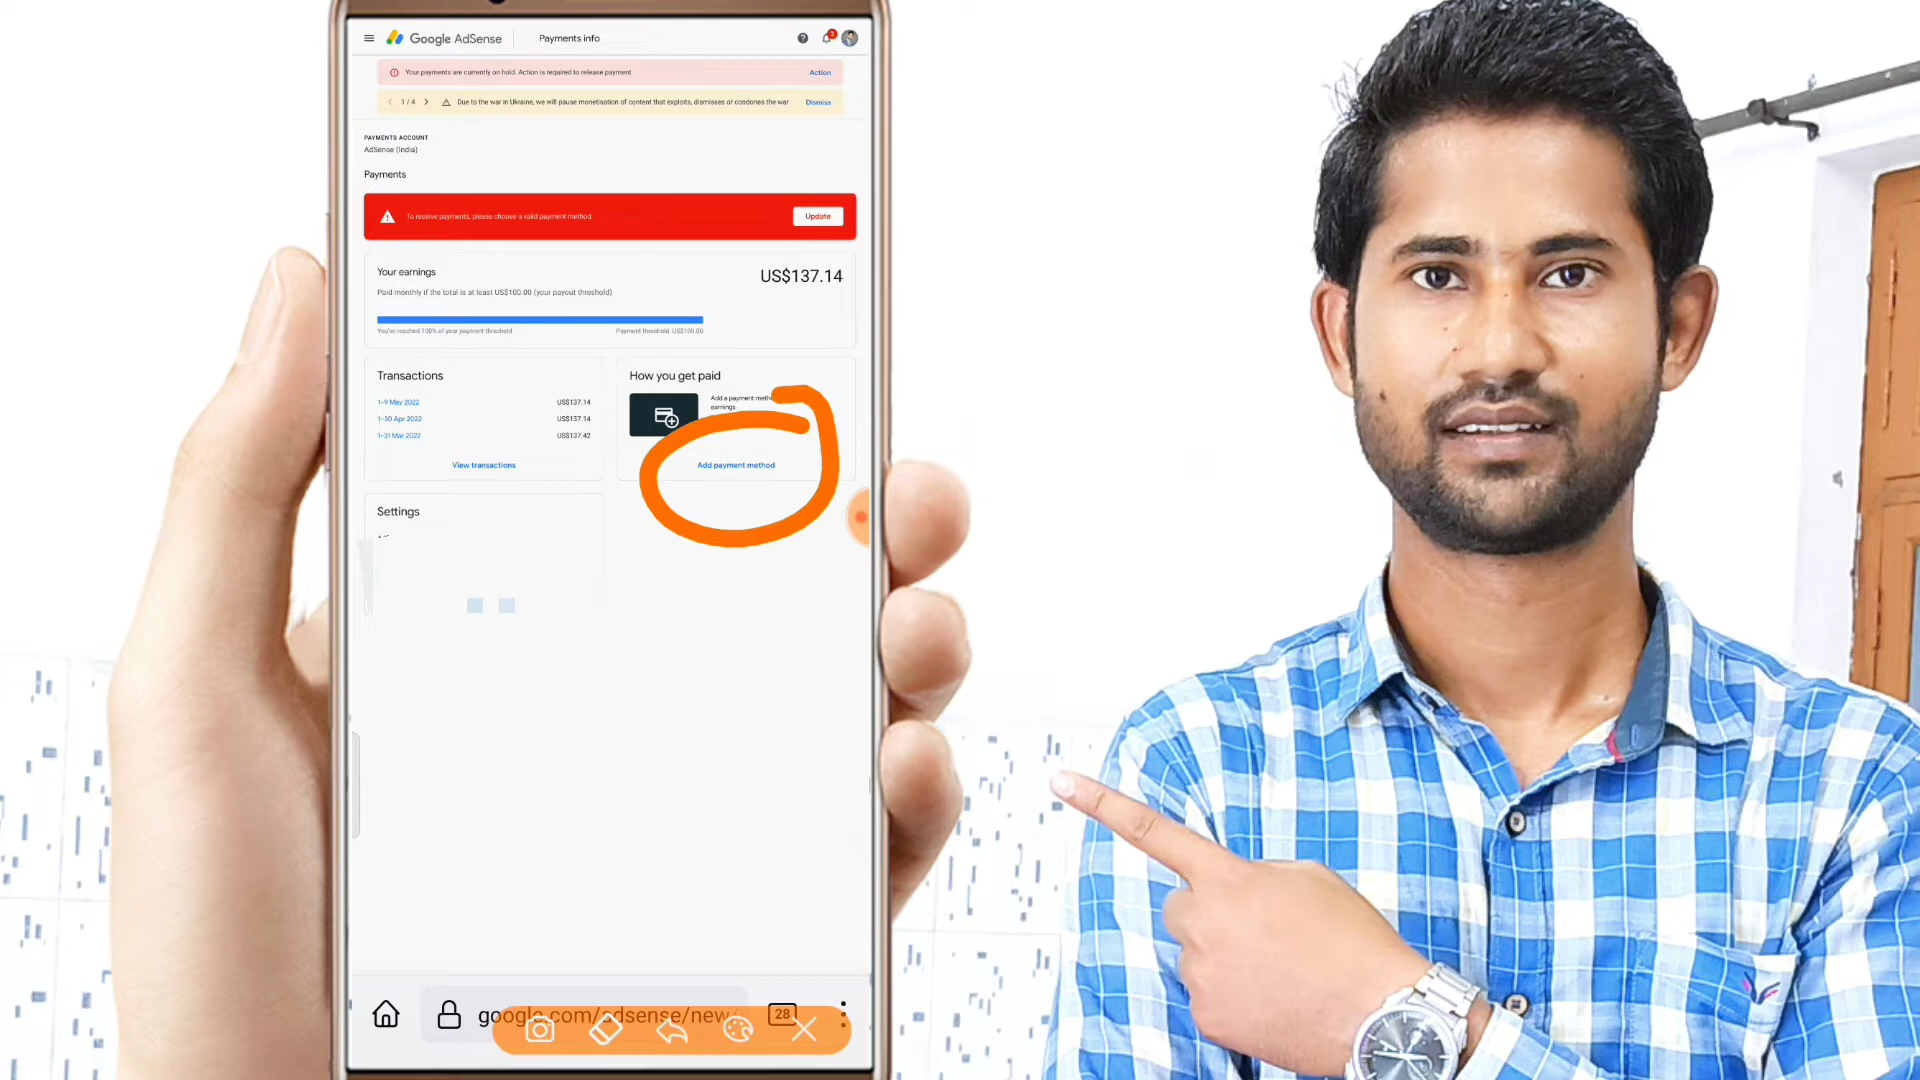 Google AdSense
Payments info
3
Your payments are currently on hold. Action is required to release payment.
Action
1 / 4
Due to the war in Ukraine, we will pause monetisation of content that exploits, dismisses or condones the war
Dismiss
PAYMENTS ACCOUNT
AdSense (India)
Payments
To receive payments, please choose a valid payment method.
Update
Your earnings
US$137.14
Paid monthly if the total is at least US$100.00 (your payout threshold)
You've reached 100% of your payment threshold
Payment threshold: US$100.00
Transactions
1–9 May 2022
US$137.14
1–30 Apr 2022
US$137.14
1–31 Mar 2022
US$137.42
View transactions
How you get paid
Add a payment
earnings
Add payment method
Settings
google.com/adsense/new
28